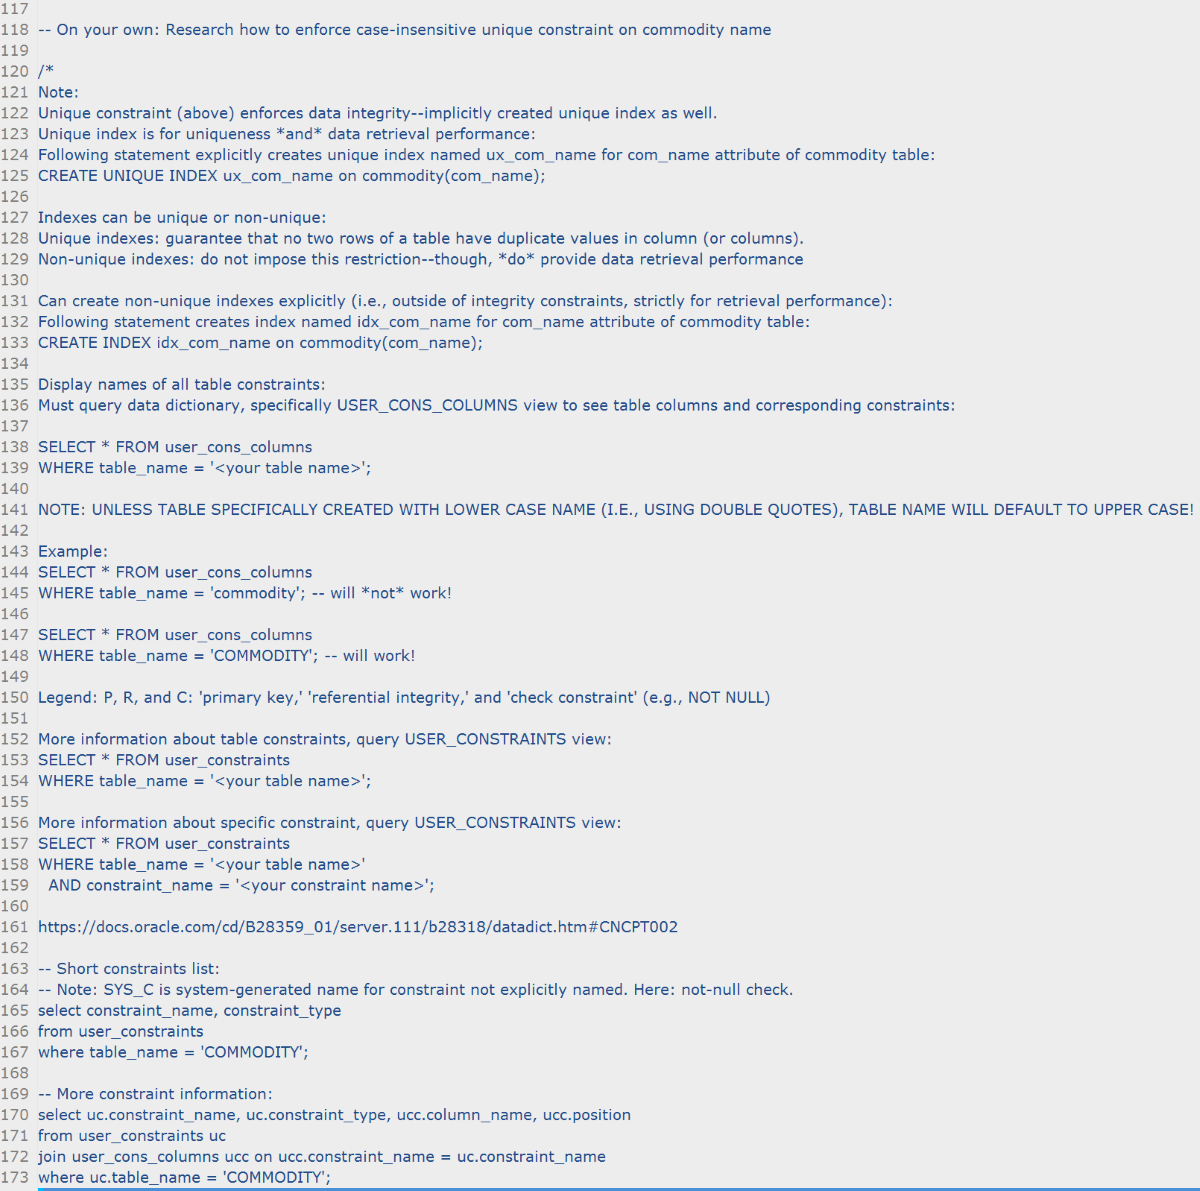 117
118 -- On your own: Research how to enforce case-insensitive unique constraint on commodity name
119
120 /*
121 Note:
122 Unique constraint (above) enforces data integrity--implicitly created unique index as well.
123 Unique index is for uniqueness *and* data retrieval performance:
124 Following statement explicitly creates unique index named ux_com_name for com_name attribute of commodity table:
125 CREATE UNIQUE INDEX ux_com_name on commodity(com_name);
126
127 Indexes can be unique or non-unique:
128 Unique indexes: guarantee that no two rows of a table have duplicate values in column (or columns).
129 Non-unique indexes: do not impose this restriction--though, *do* provide data retrieval performance
130
131 Can create non-unique indexes explicitly (i.e., outside of integrity constraints, strictly for retrieval performance):
132 Following statement creates index named idx_com_name for com_name attribute of commodity table:
133 CREATE INDEX idx_com_name on commodity(com_name);
134
135 Display names of all table constraints:
136 Must query data dictionary, specifically USER_CONS_COLUMNS view to see table columns and corresponding constraints:
137
138 SELECT * FROM user_cons_columns
139 WHERE table_name = '<your table name>';
140
141 NOTE: UNLESS TABLE SPECIFICALLY CREATED WITH LOWER CASE NAME (I.E., USING DOUBLE QUOTES), TABLE NAME WILL DEFAULT TO UPPER CASE!
142
143 Example:
144 SELECT * FROM user_cons_columns
145 WHERE table_name = 'commodity'; -- will *not* work!
146
147 SELECT * FROM user_cons_columns
148 WHERE table_name = 'COMMODITY'; -- will work!
149
150 Legend: P, R, and C: 'primary key,' 'referential integrity,' and 'check constraint' (e.g., NOT NULL)
151
152 More information about table constraints, query USER_CONSTRAINTS view:
153 SELECT * FROM user_constraints
154 WHERE table_name = '<your table name>';
155
156 More information about specific constraint, query USER_CONSTRAINTS view:
157 SELECT * FROM user_constraints
158 WHERE table_name = '<your table name>'
159   AND constraint_name = '<your constraint name>';
160
161 https://docs.oracle.com/cd/B28359_01/server.111/b28318/datadict.htm#CNCPT002
162
163 -- Short constraints list:
164 -- Note: SYS_C is system-generated name for constraint not explicitly named. Here: not-null check.
165 select constraint_name, constraint_type
166 from user_constraints
167 where table_name = 'COMMODITY';
168
169 -- More constraint information:
170 select uc.constraint_name, uc.constraint_type, ucc.column_name, ucc.position
171 from user_constraints uc
172 join user_cons_columns ucc on ucc.constraint_name = uc.constraint_name
173 where uc.table_name = 'COMMODITY';